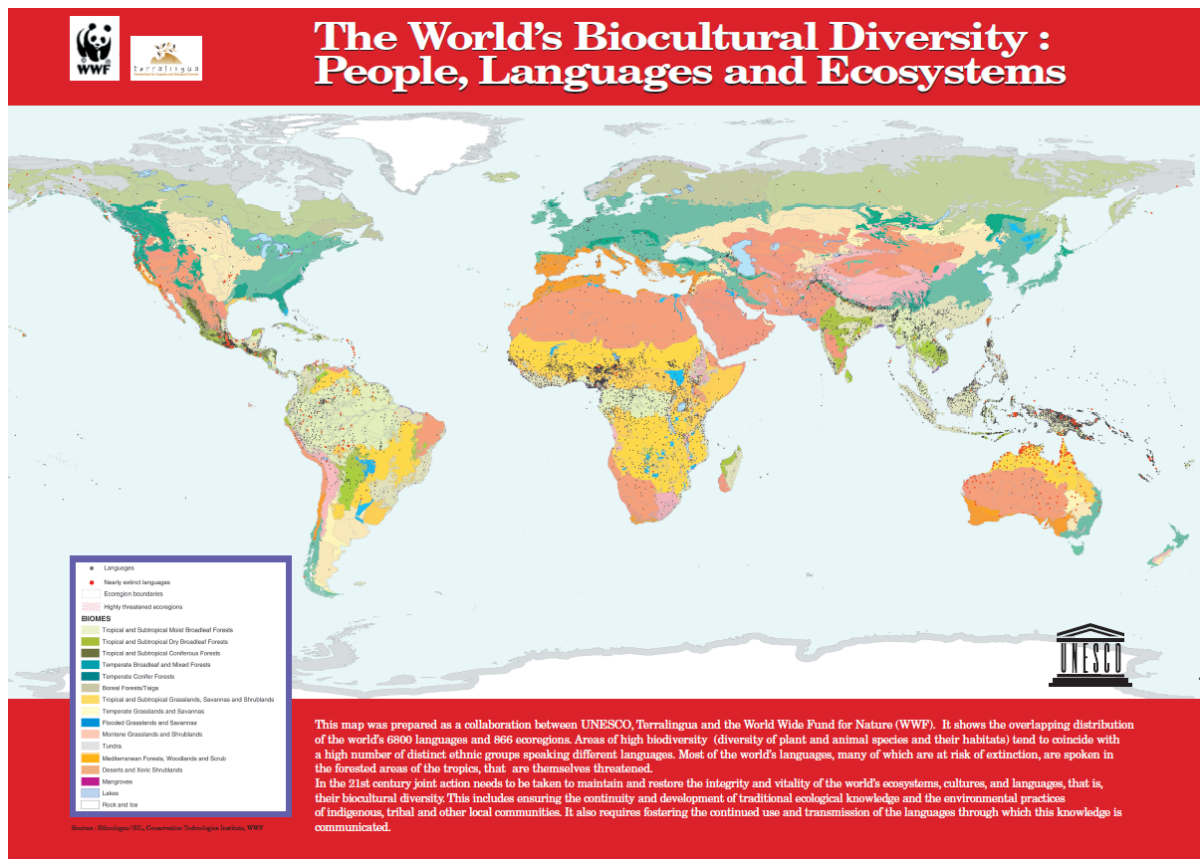 WWF
terralingua
The World's Biocultural Diversity :
People, Languages and Ecosystems
Languages
Nearly extinct languages
Ecoregion boundaries
Highly threatened ecoregions
BIOMES
Tropical and Subtropical Moist Broadleaf Forests
Tropical and Subtropical Dry Broadleaf Forests
Tropical and Subtropical Coniferous Forests
Temperate Broadleaf and Mixed Forests
Temperate Conifer Forests
Boreal Forests/Taiga
Tropical and Subtropical Grasslands, Savannas and Shrublands
Temperate Grasslands and Savannas
Flooded Grasslands and Savannas
Montane Grasslands and Shrublands
Tundra
Mediterranean Forests, Woodlands and Scrub
Deserts and Xeric Shrublands
Mangroves
Lakes
Rock and Ice
Sources : Ethnologue/SIL, Conservation Technologies Institute, WWF
UNESCO
This map was prepared as a collaboration between UNESCO, Terralingua and the World Wide Fund for Nature (WWF). It shows the overlapping distribution
of the world's 6800 languages and 866 ecoregions. Areas of high biodiversity (diversity of plant and animal species and their habitats) tend to coincide with
a high number of distinct ethnic groups speaking different languages. Most of the world's languages, many of which are at risk of extinction, are spoken in
the forested areas of the tropics, that are themselves threatened.
In the 21st century joint action needs to be taken to maintain and restore the integrity and vitality of the world's ecosystems, cultures, and languages, that is,
their biocultural diversity. This includes ensuring the continuity and development of traditional ecological knowledge and the environmental practices
of indigenous, tribal and other local communities. It also requires fostering the continued use and transmission of the languages through which this knowledge is
communicated.